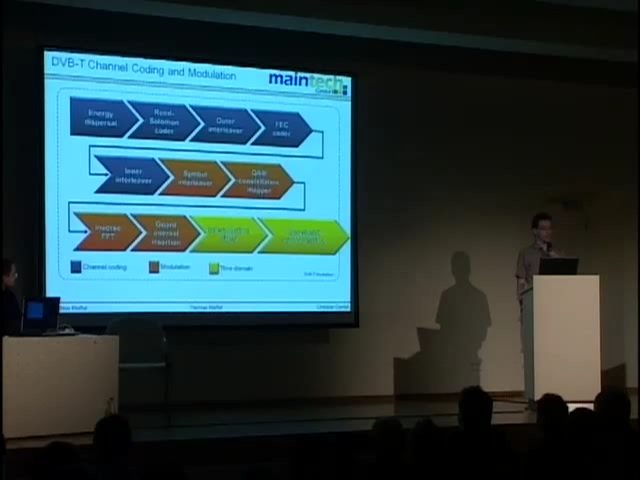 DVB-T Channel Coding and Modulation
maintech
GmbH
Energy
dispersal
Reed-
Solomon
coder
Outer
interleaver
FEC
coder
Inner
interleaver
Symbol
interleaver
QAM
constellation
mapper
Inverse
FFT
Guard
interval
insertion
Channel coding
Modulation
Time domain